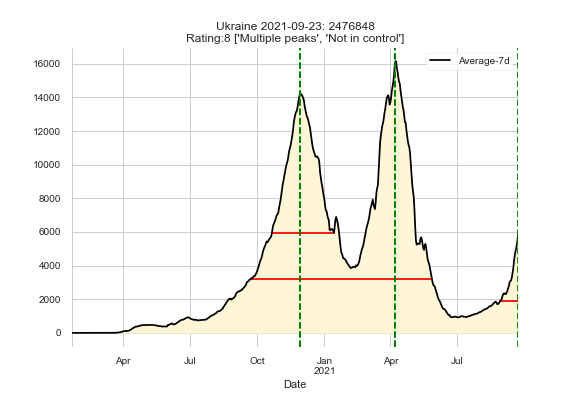 Ukraine 2021-09-23: 2476848
Rating:8 ['Multiple peaks', 'Not in control']
Average-7d
16000
14000
12000
10000
8000
6000
4000
2000
0
Apr Jul Oct Jan Apr Jul
2021
Date